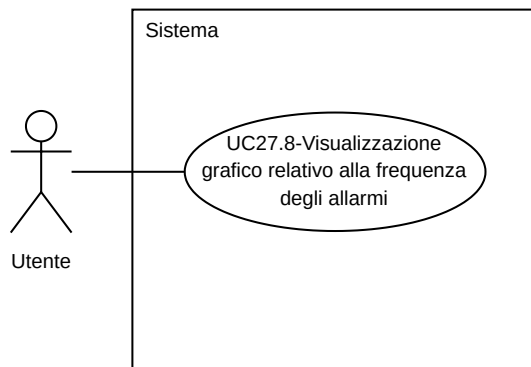 Sistema
UC27.8-Visualizzazione
grafico relativo alla frequenza
degli allarmi
Utente